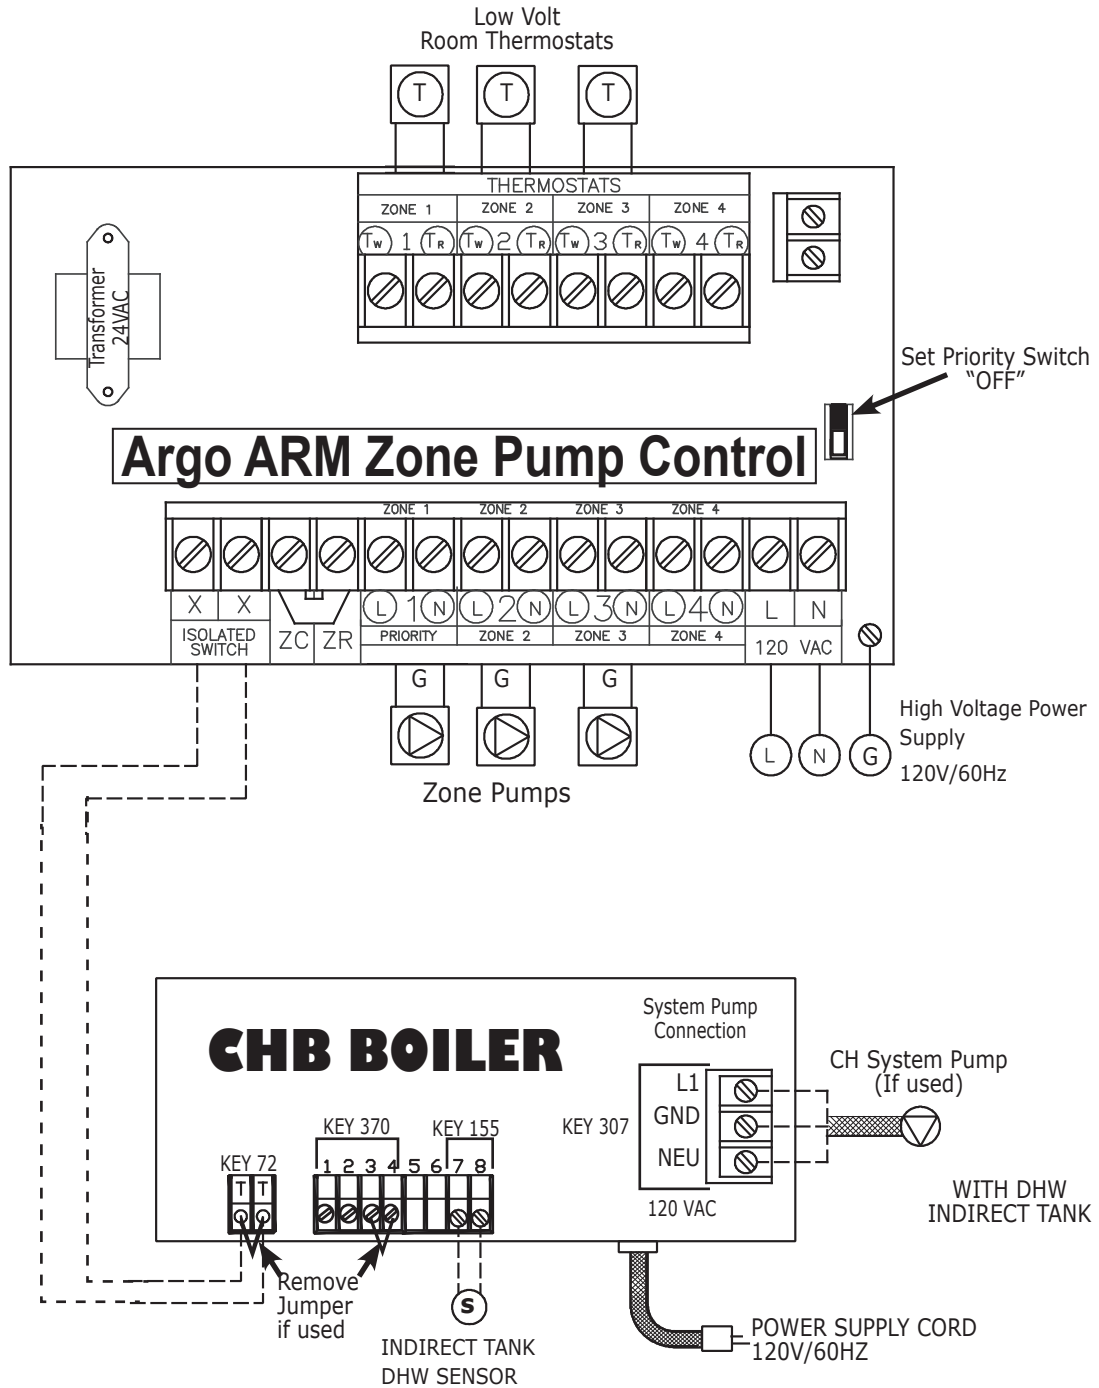 Low Volt
Room Thermostats
T T T
THERMOSTATS
ZONE 1 ZONE 2 ZONE 3 ZONE 4
Tw 1 TR Tw 2 TR Tw 3 TR Tw 4 TR
Transformer
24VAC
Set Priority Switch
“OFF”
Argo ARM Zone Pump Control
ZONE 1 ZONE 2 ZONE 3 ZONE 4
X X L 1 N L 2 N L 3 N L 4 N L N
ISOLATED
SWITCH
ZC ZR
PRIORITY ZONE 2 ZONE 3 ZONE 4
120 VAC
G G G
Zone Pumps
L N G
High Voltage Power
Supply
120V/60Hz
CHB BOILER
System Pump
Connection
L1
GND
NEU
KEY 307
120 VAC
CH System Pump
(If used)
KEY 370
KEY 155
KEY 72
1 2 3 4 5 6 7 8
T T
WITH DHW
INDIRECT TANK
Remove
Jumper
if used
S
INDIRECT TANK
DHW SENSOR
POWER SUPPLY CORD
120V/60HZ